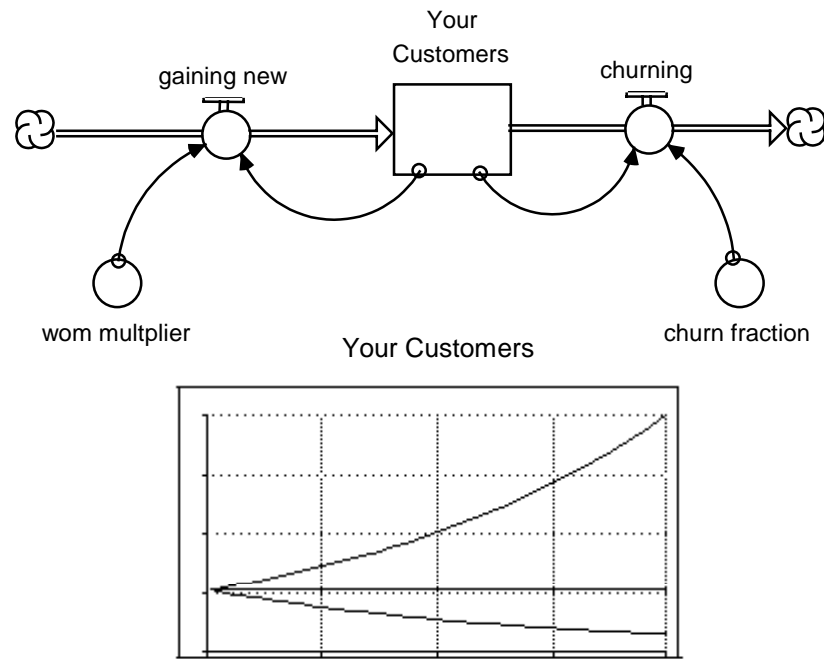 Your
Customers
gaining new
churning
wom multplier
churn fraction
Your Customers